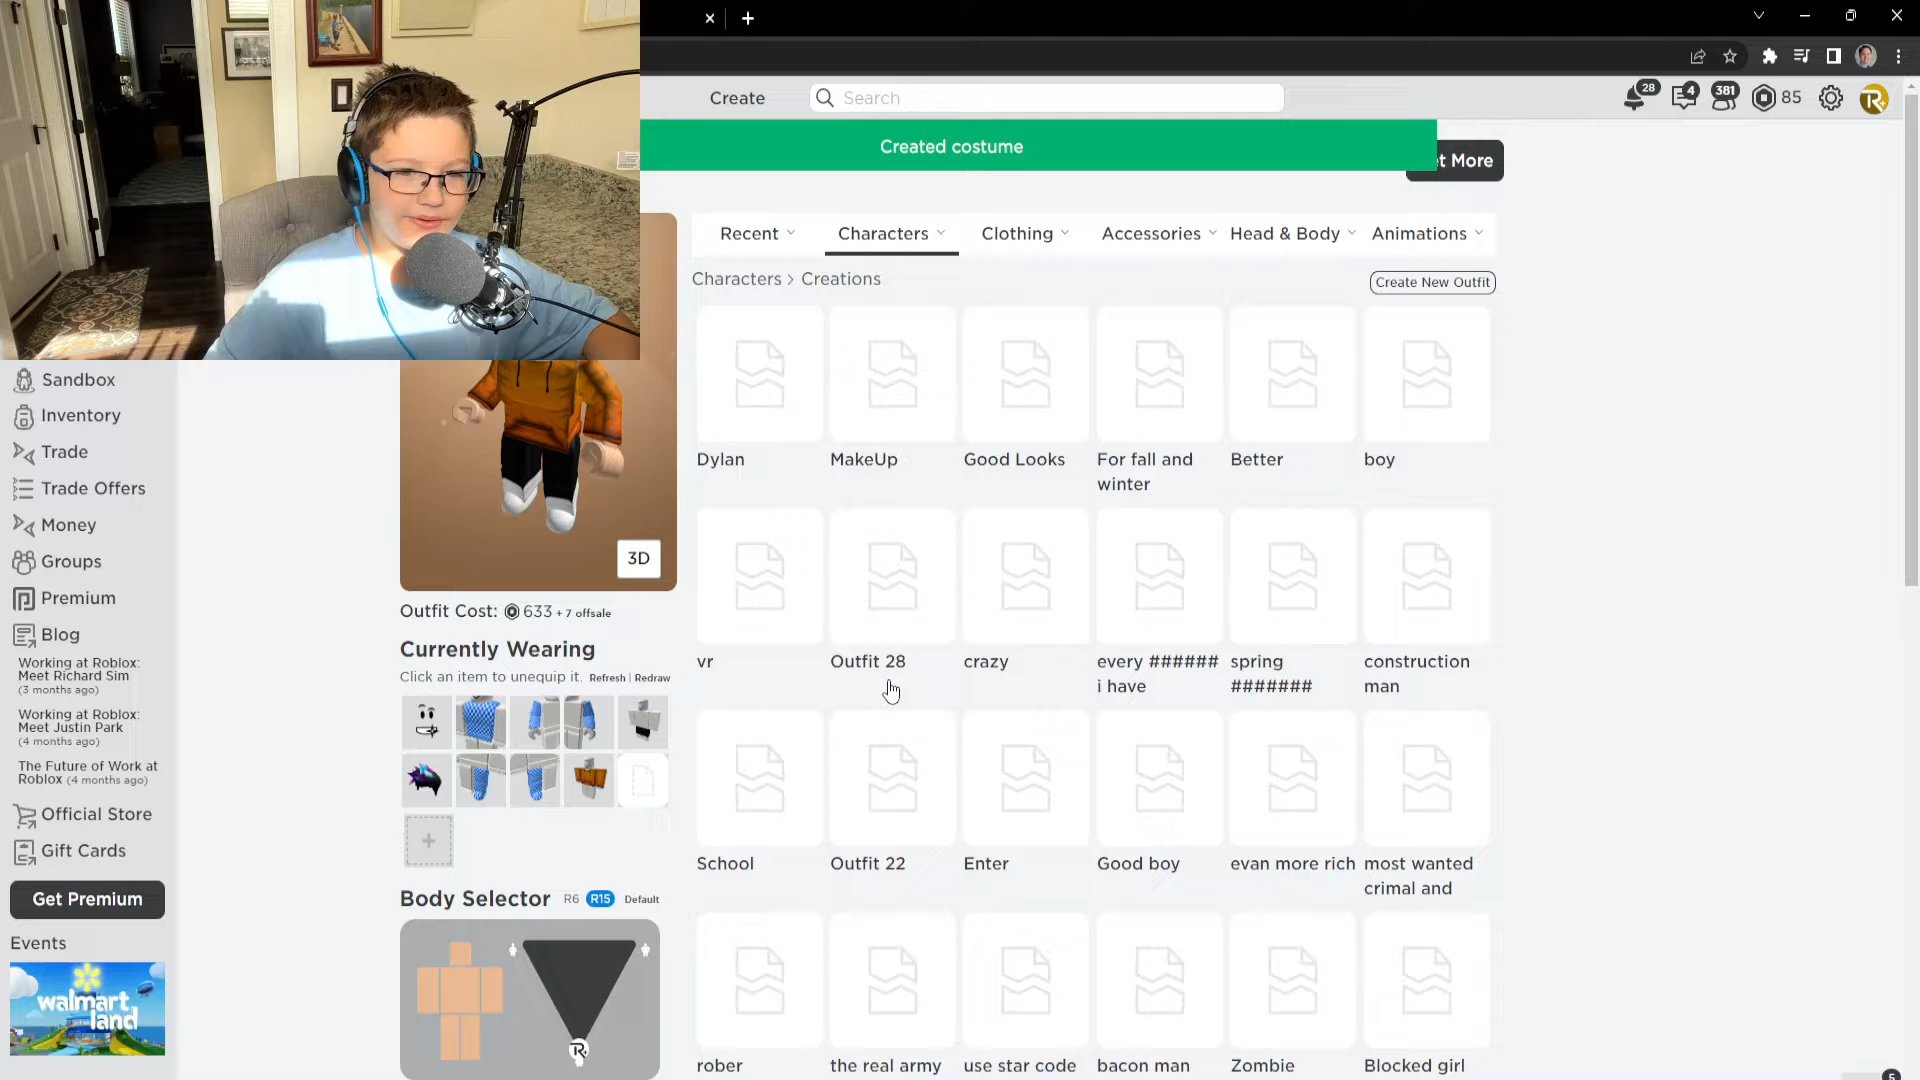 Create
Search
28
4
381
85
Created costume
t More
Recent
Characters
Clothing
Accessories
Head & Body
Animations
Characters > Creations
Create New Outfit
Sandbox
Inventory
Trade
Trade Offers
Money
Groups
Premium
Blog
Working at Roblox:
Meet Richard Sim
(3 months ago)
Working at Roblox:
Meet Justin Park
(4 months ago)
The Future of Work at
Roblox (4 months ago)
Official Store
Gift Cards
Get Premium
Events
walmart
land
3D
Outfit Cost: 633 + 7 offsale
Currently Wearing
Click an item to unequip it. Refresh | Redraw
Body Selector R6 R15 Default
Dylan
MakeUp
Good Looks
For fall and
winter
Better
boy
vr
Outfit 28
crazy
every ######
i have
spring
#######
construction
man
School
Outfit 22
Enter
Good boy
evan more rich
most wanted
crimal and
rober
the real army
use star code
bacon man
Zombie
Blocked girl
5